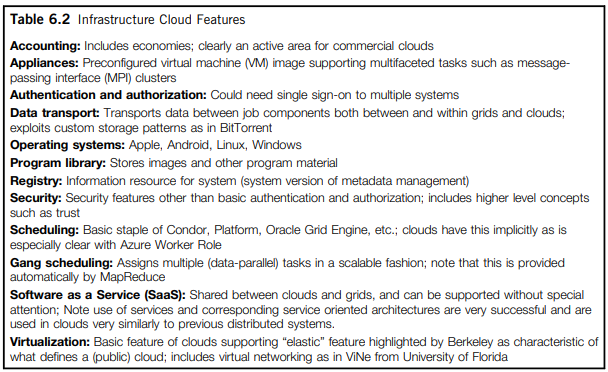 Table 6.2 Infrastructure Cloud Features
Accounting: Includes economies; clearly an active area for commercial clouds
Appliances: Preconfigured virtual machine (VM) image supporting multifaceted tasks such as message-
passing interface (MPI) clusters
Authentication and authorization: Could need single sign-on to multiple systems
Data transport: Transports data between job components both between and within grids and clouds;
exploits custom storage patterns as in BitTorrent
Operating systems: Apple, Android, Linux, Windows
Program library: Stores images and other program material
Registry: Information resource for system (system version of metadata management)
Security: Security features other than basic authentication and authorization; includes higher level concepts
such as trust
Scheduling: Basic staple of Condor, Platform, Oracle Grid Engine, etc.; clouds have this implicitly as is
especially clear with Azure Worker Role
Gang scheduling: Assigns multiple (data-parallel) tasks in a scalable fashion; note that this is provided
automatically by MapReduce
Software as a Service (SaaS): Shared between clouds and grids, and can be supported without special
attention; Note use of services and corresponding service oriented architectures are very successful and are
used in clouds very similarly to previous distributed systems.
Virtualization: Basic feature of clouds supporting “elastic” feature highlighted by Berkeley as characteristic of
what defines a (public) cloud; includes virtual networking as in ViNe from University of Florida